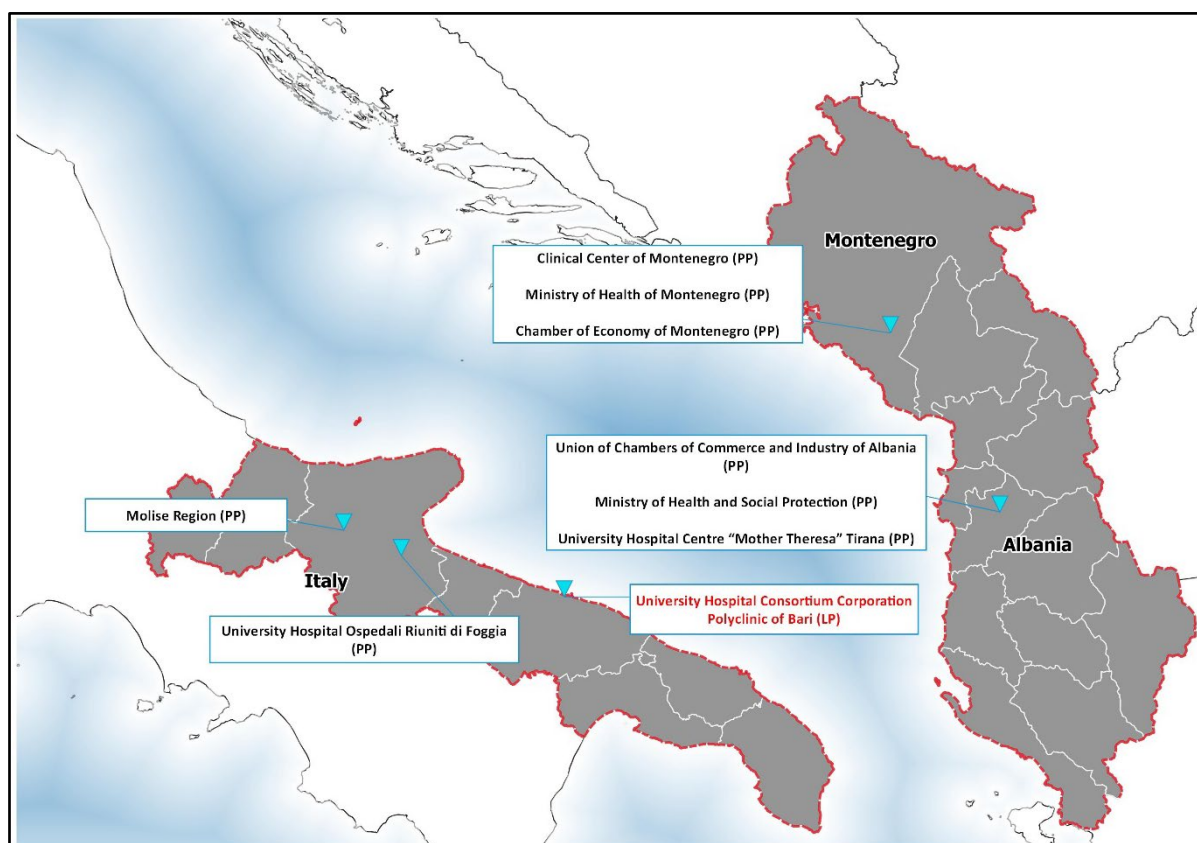 Montenegro
Clinical Center of Montenegro (PP)
Ministry of Health of Montenegro (PP)
Chamber of Economy of Montenegro (PP)
Union of Chambers of Commerce and Industry of Albania
(PP)
Ministry of Health and Social Protection (PP)
University Hospital Centre “Mother Theresa” Tirana (PP)
Albania
Molise Region (PP)
Italy
University Hospital Ospedali Riuniti di Foggia
(PP)
University Hospital Consortium Corporation
Polyclinic of Bari (LP)